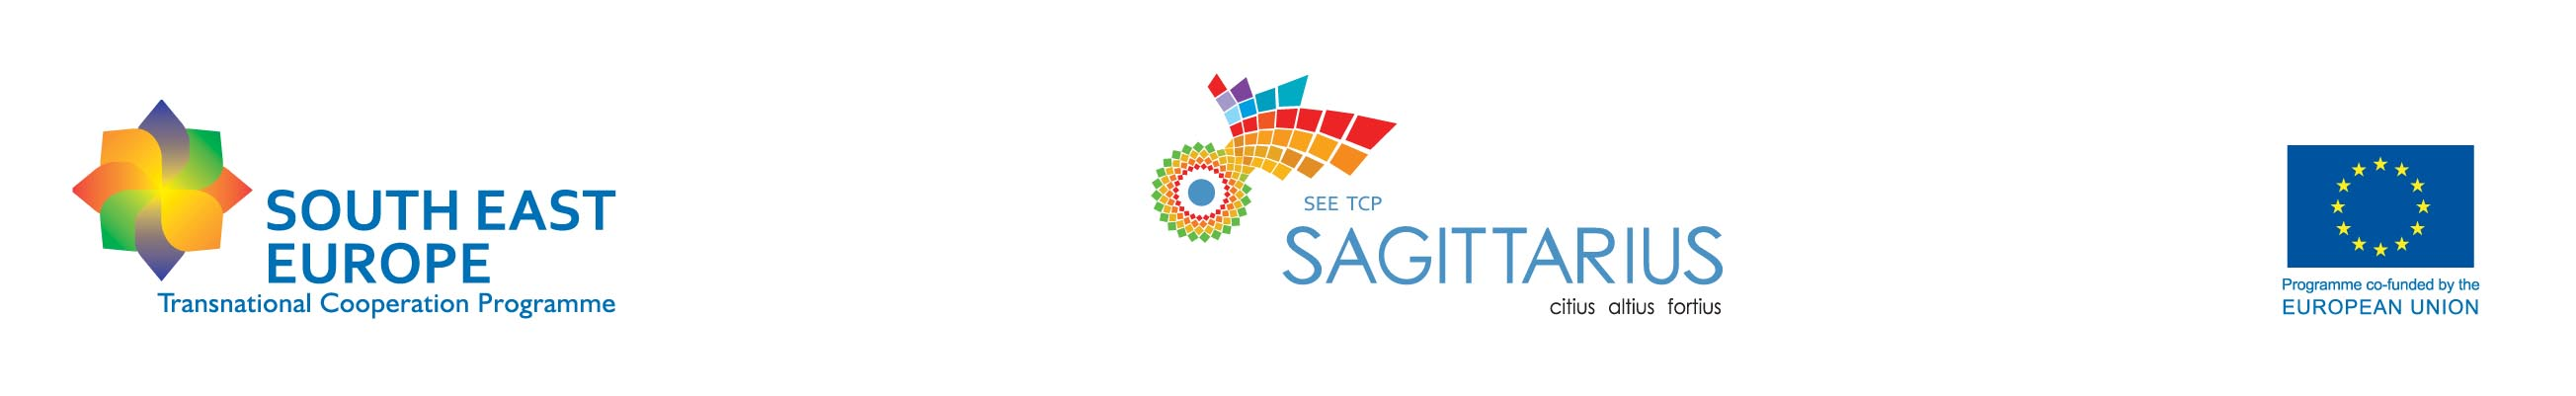 SOUTH EAST
EUROPE
Transnational Cooperation Programme
SEE TCP
SAGITTARIUS
citius altius fortius
Programme co-funded by the
EUROPEAN UNION